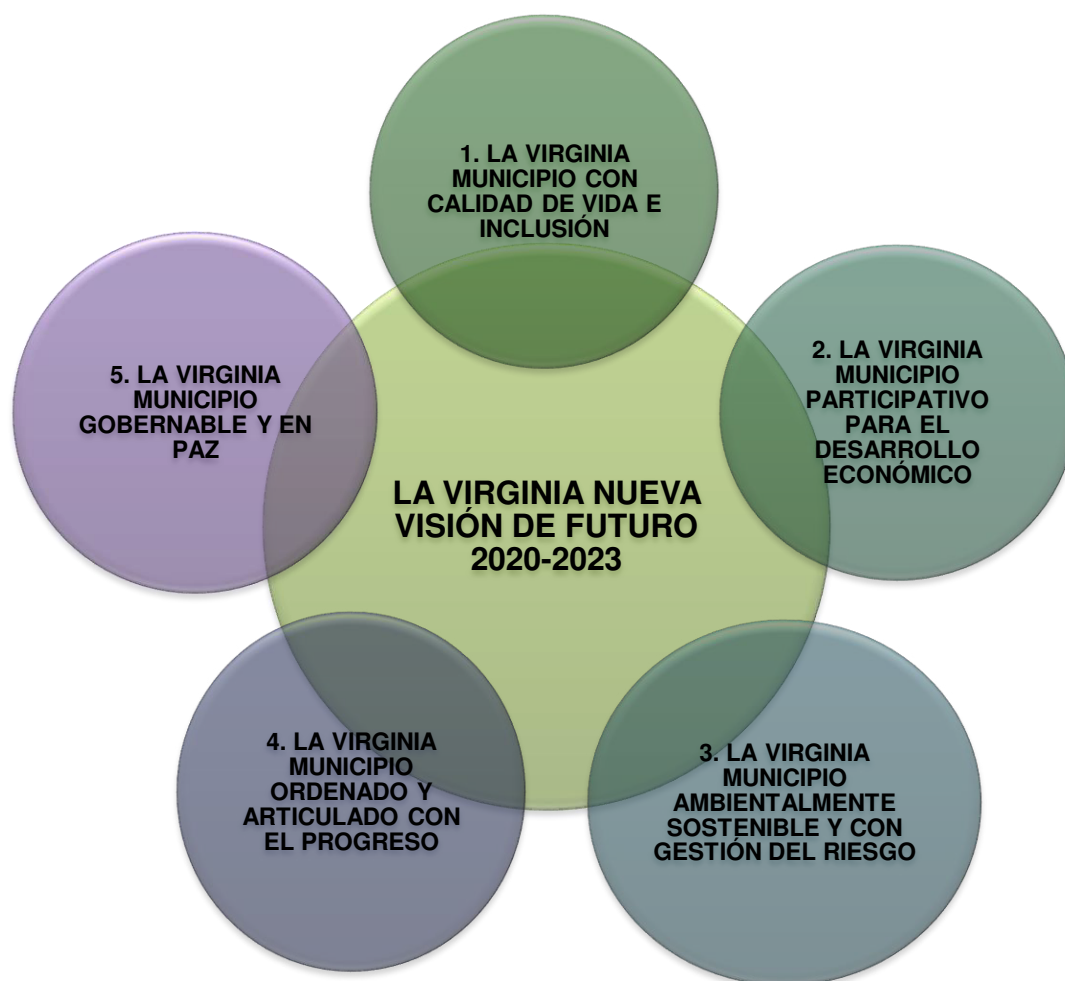 1. LA VIRGINIA
MUNICIPIO CON
CALIDAD DE VIDA E
INCLUSIÓN
2. LA VIRGINIA
MUNICIPIO
PARTICIPATIVO
PARA EL
DESARROLLO
ECONÓMICO
3. LA VIRGINIA
MUNICIPIO
AMBIENTALMENTE
SOSTENIBLE Y CON
GESTIÓN DEL RIESGO
4. LA VIRGINIA
MUNICIPIO
ORDENADO Y
ARTICULADO CON
EL PROGRESO
5. LA VIRGINIA
MUNICIPIO
GOBERNABLE Y EN
PAZ
LA VIRGINIA NUEVA
VISIÓN DE FUTURO
2020-2023